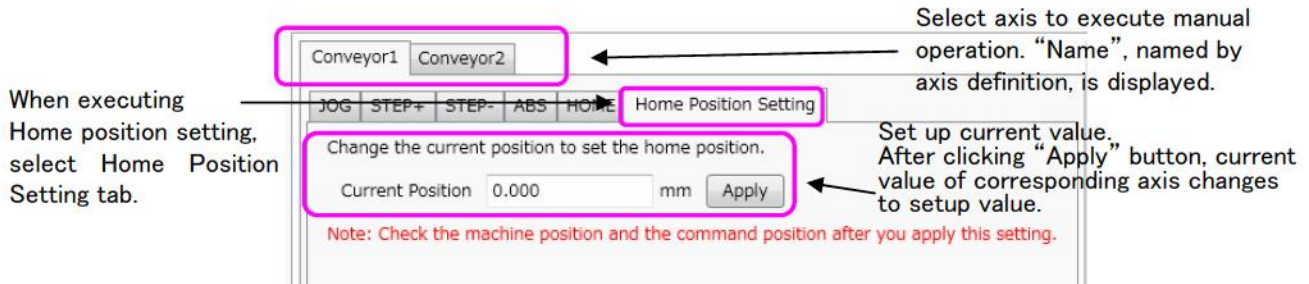 Select axis to execute manual
operation. “Name”, named by
axis definition, is displayed.
Conveyor1 Conveyor2
When executing
Home position setting,
select Home Position
Setting tab.
JOG STEP+ STEP- ABS HOME Home Position Setting
Change the current position to set the home position.
Current Position 0.000 mm Apply
Note: Check the machine position and the command position after you apply this setting.
Set up current value.
After clicking “Apply” button, current
value of corresponding axis changes
to setup value.